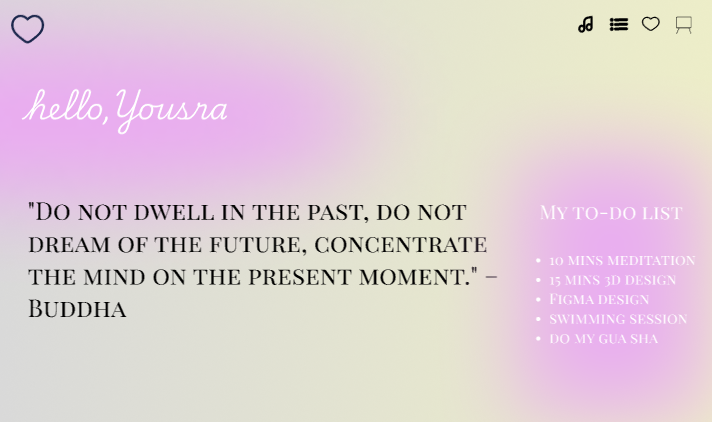 hello, Yousra
"Do not dwell in the past, do not
dream of the future, concentrate
the mind on the present moment." –
Buddha
My to-do list
10 mins meditation
15 mins 3D design
Figma design
swimming session
do my gua sha